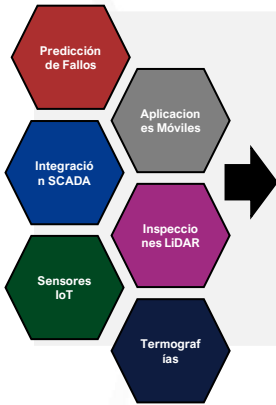 Predicción
de Fallos
Aplicacion
es Móviles
Integració
n SCADA
Inspeccio
nes LiDAR
Sensores
IoT
Termograf
ías